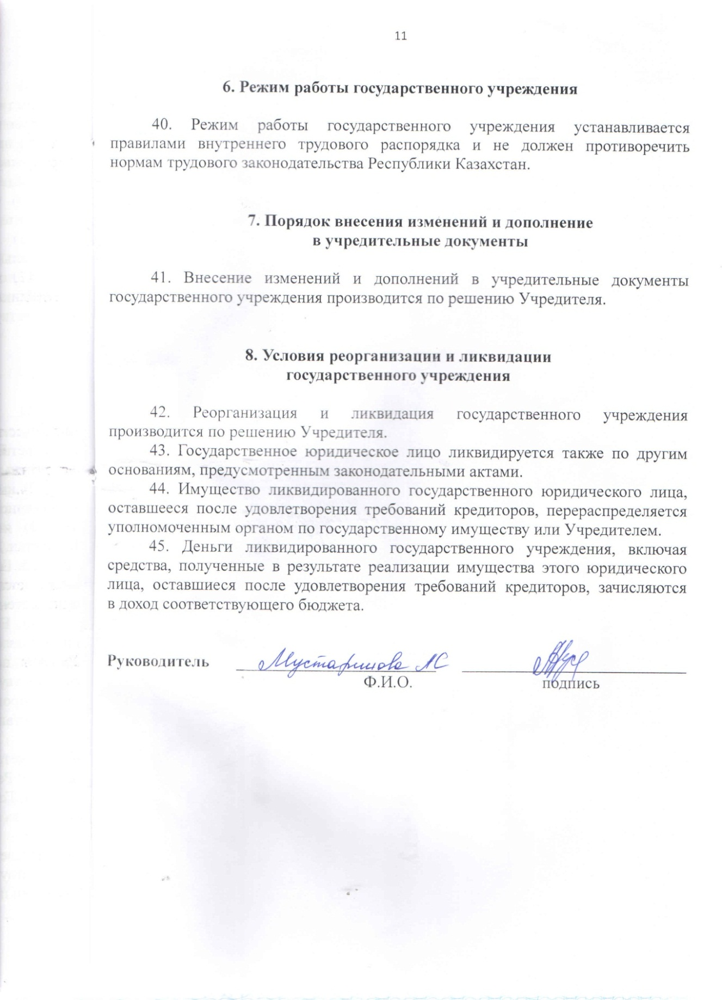 11
6. Режим работы государственного учреждения
40. Режим работы государственного учреждения устанавливается
правилами внутреннего трудового распорядка и не должен противоречить
нормам трудового законодательства Республики Казахстан.
7. Порядок внесения изменений и дополнение
в учредительные документы
41. Внесение изменений и дополнений в учредительные документы
государственного учреждения производится по решению Учредителя.
8. Условия реорганизации и ликвидации
государственного учреждения
42. Реорганизация и ликвидация государственного учреждения
производится по решению Учредителя.
43. Государственное юридическое лицо ликвидируется также по другим
основаниям, предусмотренным законодательными актами.
44. Имущество ликвидированного государственного юридического лица,
оставшееся после удовлетворения требований кредиторов, перераспределяется
уполномоченным органом по государственному имуществу или Учредителем.
45. Деньги ликвидированного государственного учреждения, включая
средства, полученные в результате реализации имущества этого юридического
лица, оставшиеся после удовлетворения требований кредиторов, зачисляются
в доход соответствующего бюджета.
Руководитель
Ф.И.О. подпись